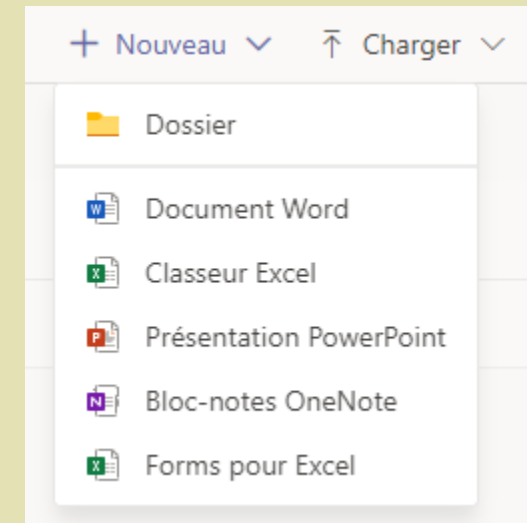 + Nouveau Charger
Dossier
Document Word
Classeur Excel
Présentation PowerPoint
Bloc-notes OneNote
Forms pour Excel